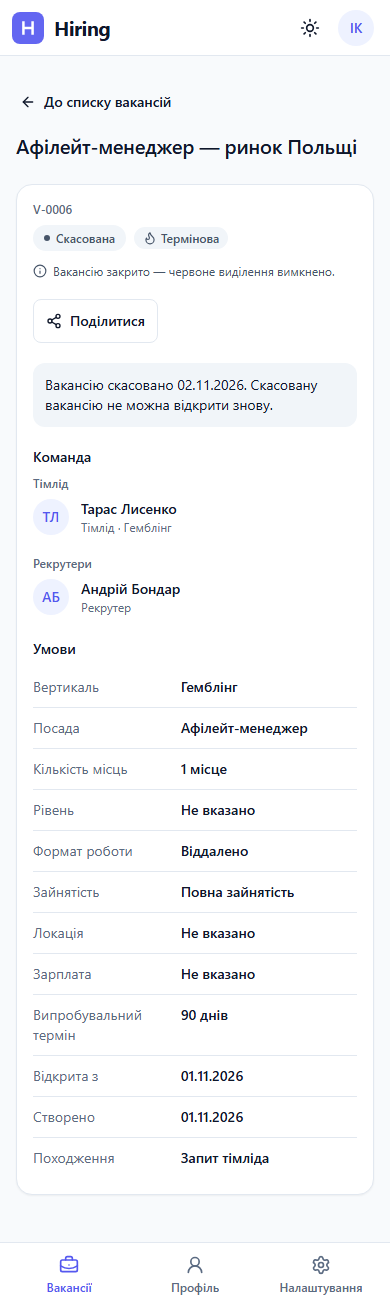 H Hiring
ІК
До списку вакансій
Афілейт-менеджер — ринок Польщі
V-0006
Скасована
Термінова
Вакансію закрито — червоне виділення вимкнено.
Поділитися
Вакансію скасовано 02.11.2026. Скасовану
вакансію не можна відкрити знову.
Команда
Тімлід
ТЛ
Тарас Лисенко
Тімлід · Гемблінг
Рекрутери
АБ
Андрій Бондар
Рекрутер
Умови
Вертикаль Гемблінг
Посада Афілейт-менеджер
Кількість місць 1 місце
Рівень Не вказано
Формат роботи Віддалено
Зайнятість Повна зайнятість
Локація Не вказано
Зарплата Не вказано
Випробувальний 90 днів
термін
Відкрита з 01.11.2026
Створено 01.11.2026
Походження Запит тімліда
Вакансії Профіль Налаштування